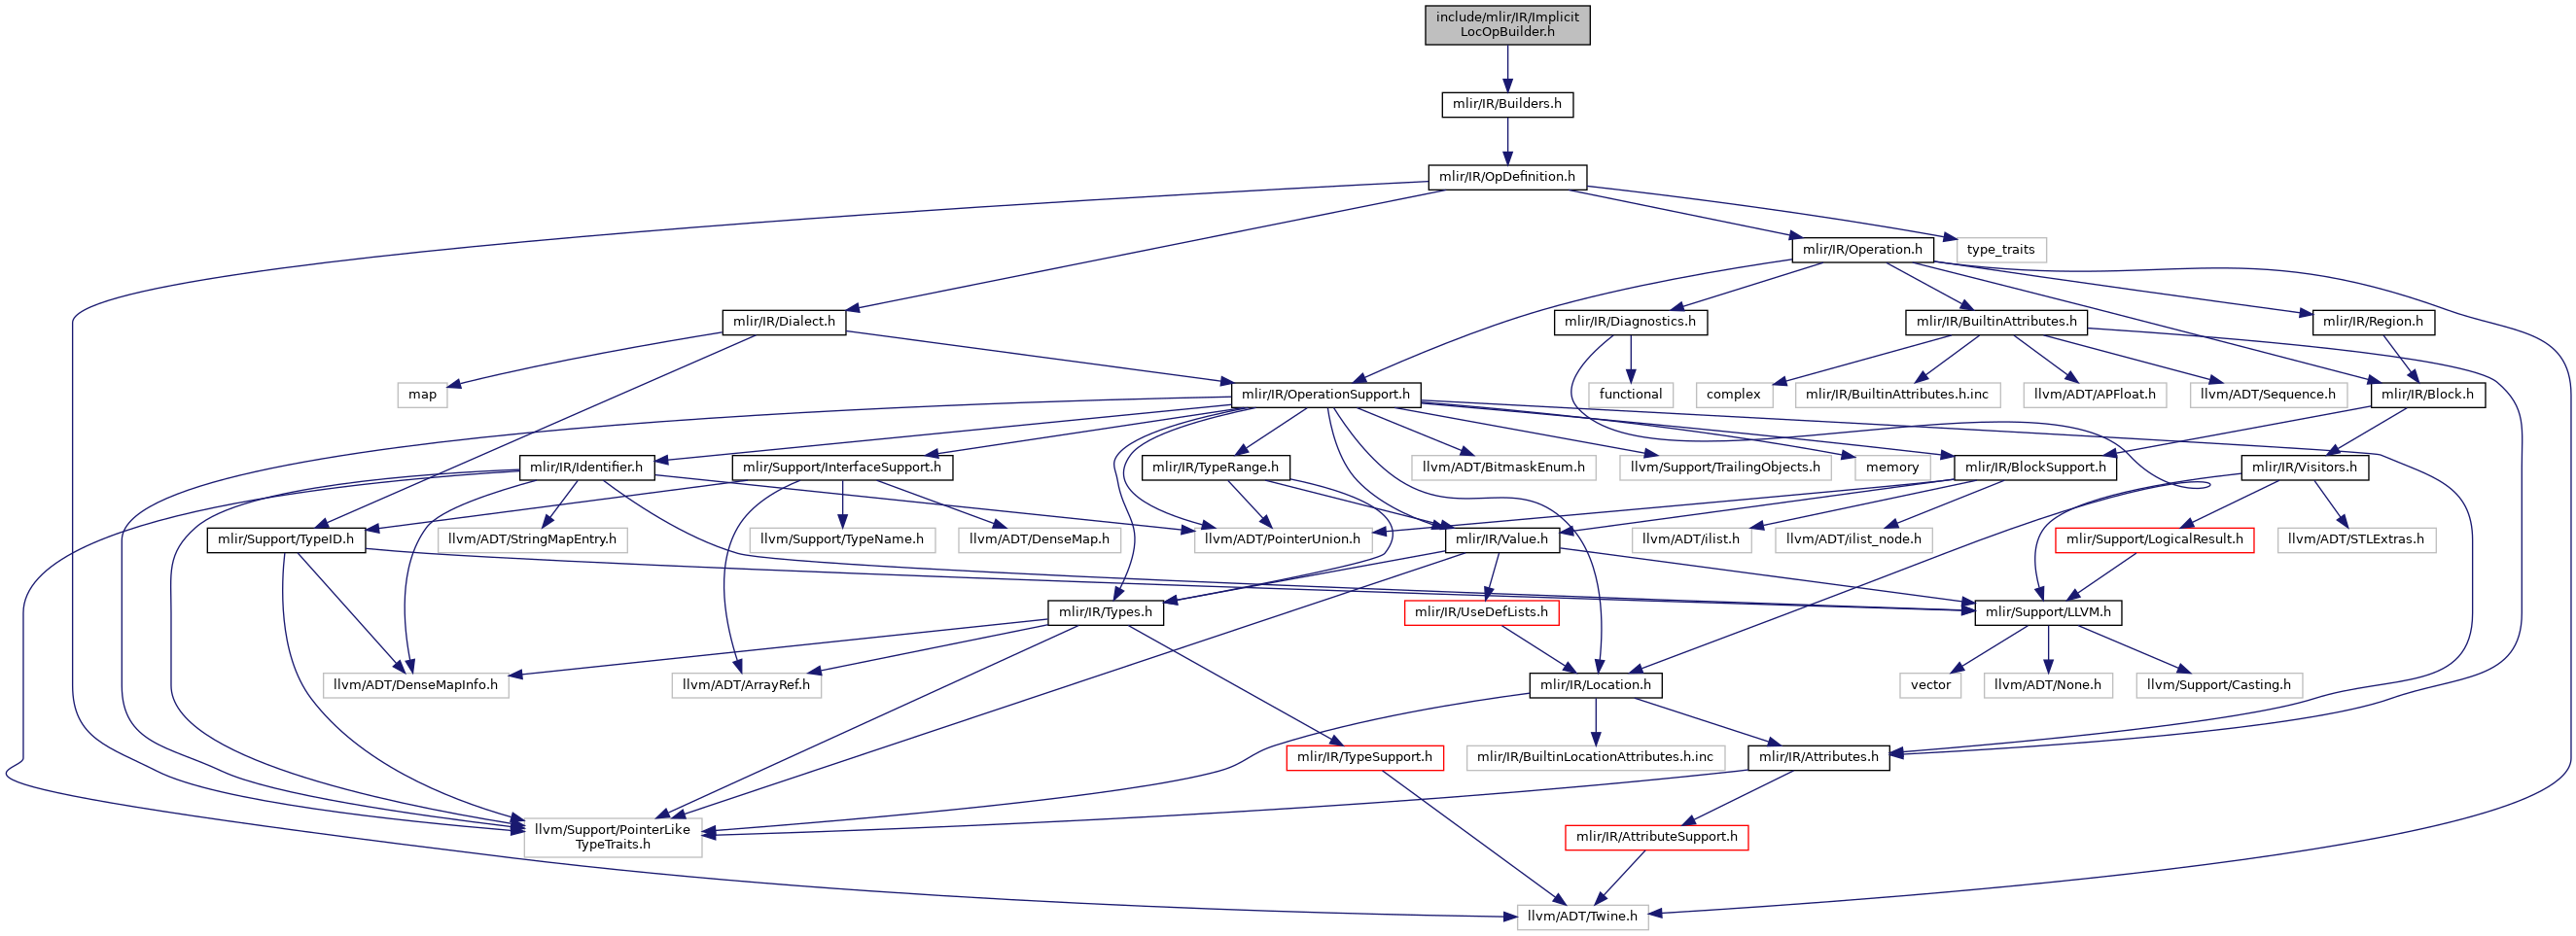 include/mlir/IR/Implicit
LocOpBuilder.h
mlir/IR/Builders.h
mlir/IR/OpDefinition.h
mlir/IR/Operation.h
type_traits
mlir/IR/Dialect.h
mlir/IR/Diagnostics.h
mlir/IR/BuiltinAttributes.h
mlir/IR/Region.h
map
mlir/IR/OperationSupport.h
functional
complex
mlir/IR/BuiltinAttributes.h.inc
llvm/ADT/APFloat.h
llvm/ADT/Sequence.h
mlir/IR/Block.h
mlir/IR/Identifier.h
mlir/Support/InterfaceSupport.h
mlir/IR/TypeRange.h
llvm/ADT/BitmaskEnum.h
llvm/Support/TrailingObjects.h
memory
mlir/IR/BlockSupport.h
mlir/IR/Visitors.h
mlir/Support/TypeID.h
llvm/ADT/StringMapEntry.h
llvm/Support/TypeName.h
llvm/ADT/DenseMap.h
llvm/ADT/PointerUnion.h
mlir/IR/Value.h
llvm/ADT/ilist.h
llvm/ADT/ilist_node.h
mlir/Support/LogicalResult.h
llvm/ADT/STLExtras.h
mlir/IR/Types.h
mlir/IR/UseDefLists.h
mlir/Support/LLVM.h
llvm/ADT/DenseMapInfo.h
llvm/ADT/ArrayRef.h
mlir/IR/Location.h
vector
llvm/ADT/None.h
llvm/Support/Casting.h
mlir/IR/TypeSupport.h
mlir/IR/BuiltinLocationAttributes.h.inc
mlir/IR/Attributes.h
llvm/Support/PointerLike
TypeTraits.h
mlir/IR/AttributeSupport.h
llvm/ADT/Twine.h